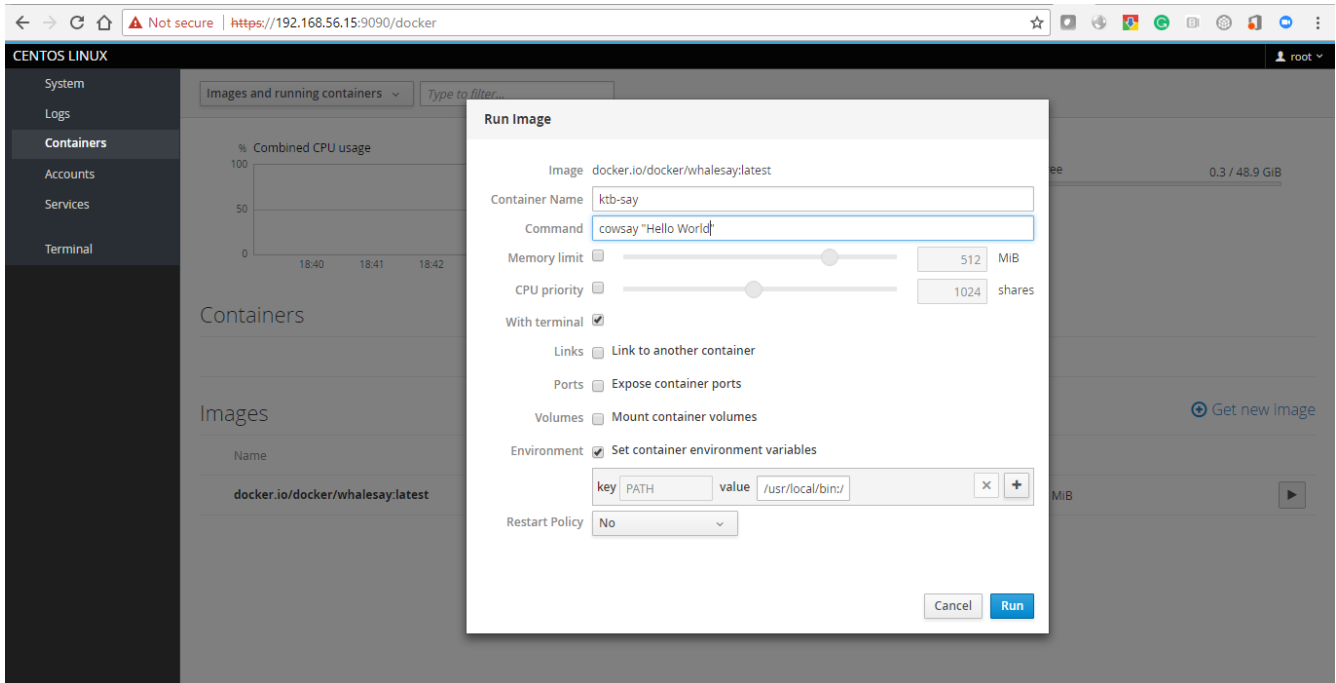 Not secure | https://192.168.56.15:9090/docker
CENTOS LINUX
root
System
Logs
Containers
Accounts
Services
Terminal
Images and running containers
Type to filter...
% Combined CPU usage
100
50
0
18:40 18:41 18:42
ee
0.3 / 48.9 GiB
Containers
Images
Get new image
Name
docker.io/docker/whalesay:latest
MiB
Run Image
Image docker.io/docker/whalesay:latest
Container Name ktb-say
Command cowsay "Hello World"
Memory limit 512 MiB
CPU priority 1024 shares
With terminal
Links Link to another container
Ports Expose container ports
Volumes Mount container volumes
Environment Set container environment variables
key PATH value /usr/local/bin:/
Restart Policy No
Cancel Run